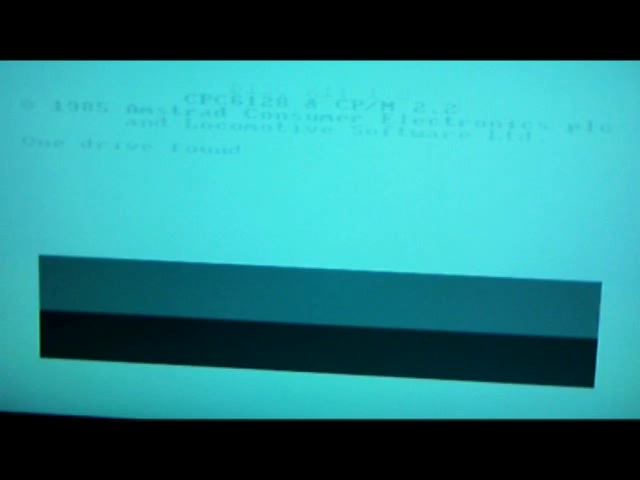 CPC6128 & CP/M 2.2
© 1985 Amstrad Consumer Electronics plc
and Locomotive Software Ltd.
One drive found